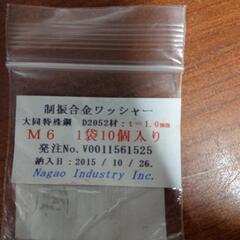 制振合金ワッシャー
大同特殊鋼 D2052材：t＝1.0mm
M6 1袋10個入り
発注No.V0011561525
納入日：2015 / 10 / 26.
Nagao Industry Inc.